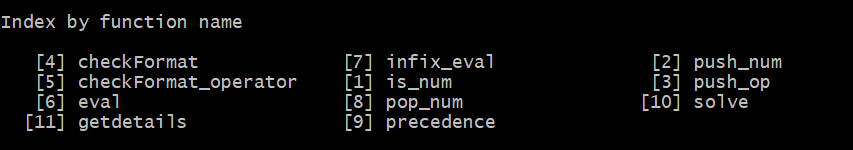 Index by function name
[4] checkFormat [7] infix_eval [2] push_num
[5] checkFormat_operator [1] is_num [3] push_op
[6] eval [8] pop_num [10] solve
[11] getdetails [9] precedence